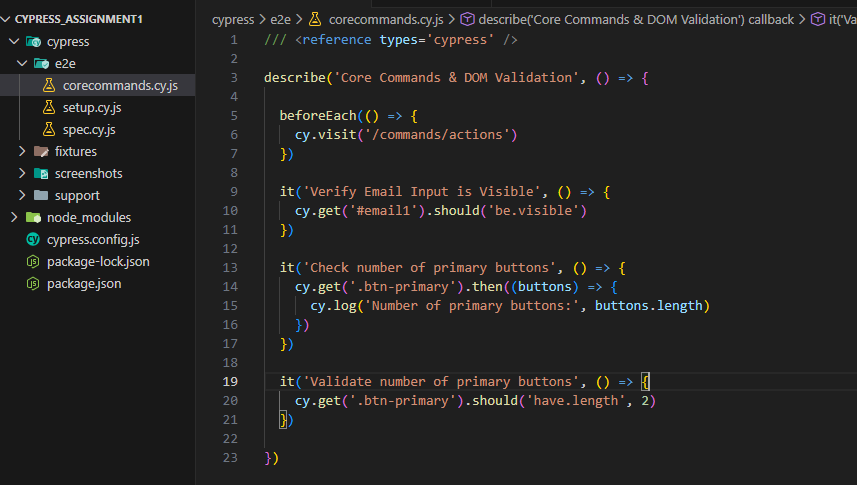 CYPRESS_ASSIGNMENT1
cypress
e2e
corecommands.cy.js
setup.cy.js
spec.cy.js
fixtures
screenshots
support
node_modules
cypress.config.js
package-lock.json
package.json
cypress > e2e > corecommands.cy.js > describe('Core Commands & DOM Validation') callback > it('Va
1 /// <reference types='cypress' />
2
3 describe('Core Commands & DOM Validation', () => {
4
5   beforeEach(() => {
6     cy.visit('/commands/actions')
7   })
8
9   it('Verify Email Input is Visible', () => {
10     cy.get('#email1').should('be.visible')
11   })
12
13   it('Check number of primary buttons', () => {
14     cy.get('.btn-primary').then((buttons) => {
15       cy.log('Number of primary buttons:', buttons.length)
16     })
17   })
18
19   it('Validate number of primary buttons', () => {
20     cy.get('.btn-primary').should('have.length', 2)
21   })
22
23 })